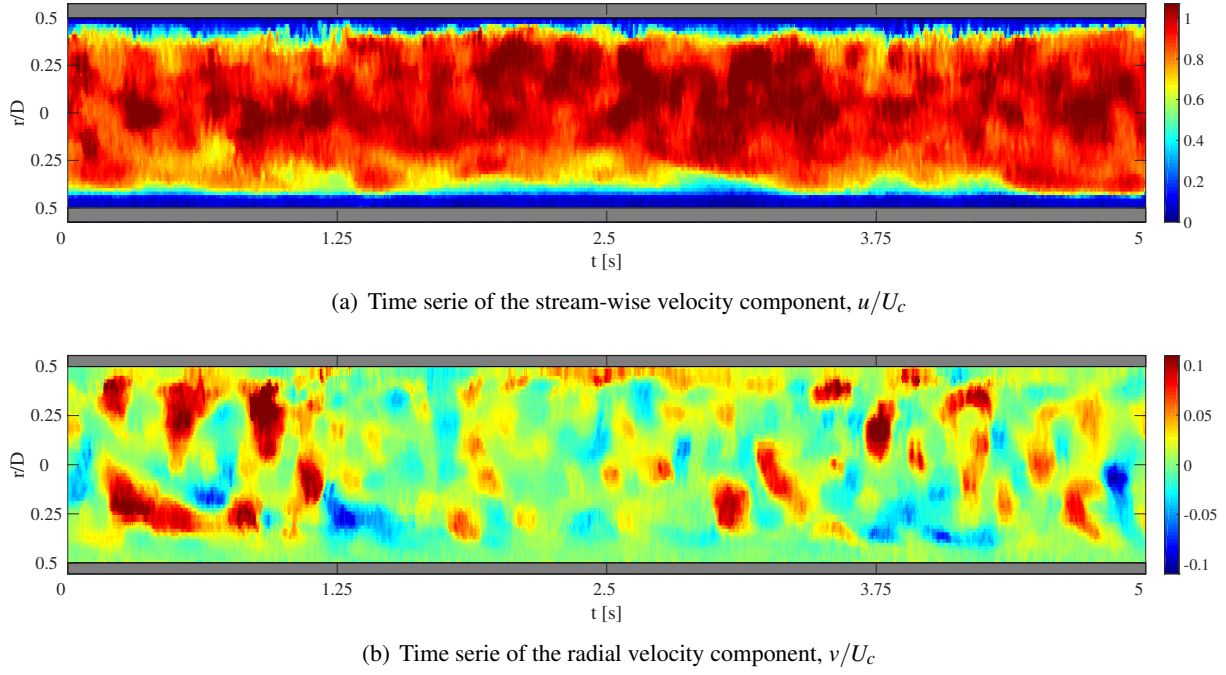 0.5
0.25
0
0.25
0.5
r/D
0 1.25 2.5 3.75 5
t [s]
1
0.8
0.6
0.4
0.2
0
(a) Time serie of the stream-wise velocity component, u/U_c
0.5
0.25
0
0.25
0.5
r/D
0 1.25 2.5 3.75 5
t [s]
0.1
0.05
0
-0.05
-0.1
(b) Time serie of the radial velocity component, v/U_c